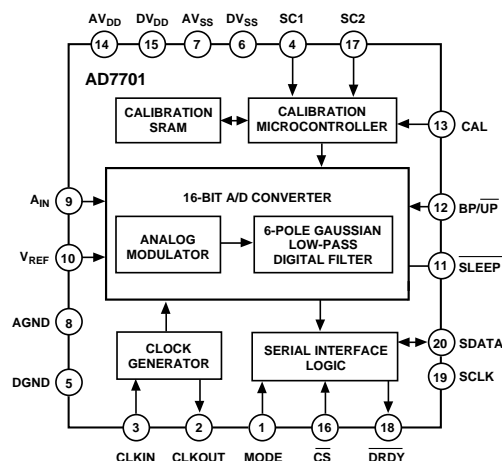 AVDD DVDD AVSS DVSS SC1 SC2
14 15 7 6 4 17
AD7701
CALIBRATION
SRAM
CALIBRATION
MICROCONTROLLER
13 CAL
16-BIT A/D CONVERTER
AIN 9
12 BP/UP
ANALOG
MODULATOR
6-POLE GAUSSIAN
LOW-PASS
DIGITAL FILTER
VREF 10
11 SLEEP
AGND 8
CLOCK
GENERATOR
SERIAL INTERFACE
LOGIC
20 SDATA
DGND 5
19 SCLK
3 2 1 16 18
CLKIN CLKOUT MODE CS DRDY